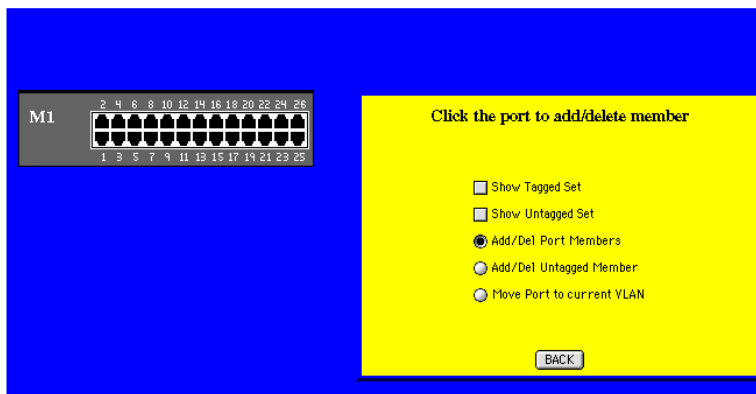 2 4 6 8 10 12 14 16 18 20 22 24 26
M1
1 3 5 7 9 11 13 15 17 19 21 23 25
Click the port to add/delete member
Show Tagged Set
Show Untagged Set
Add/Del Port Members
Add/Del Untagged Member
Move Port to current VLAN
BACK